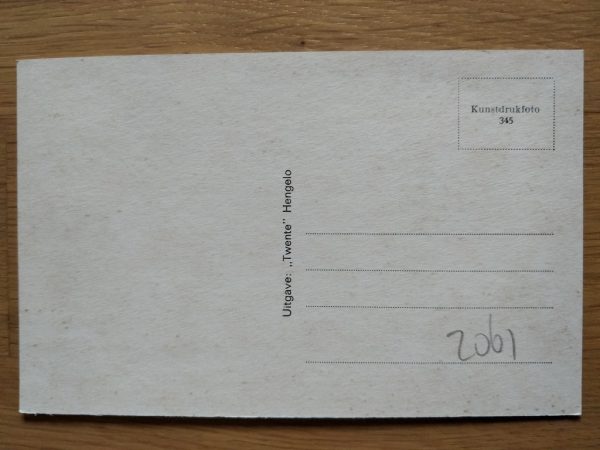 Kunstdrukfoto
345
Uitgave: „Twente" Hengelo
2061